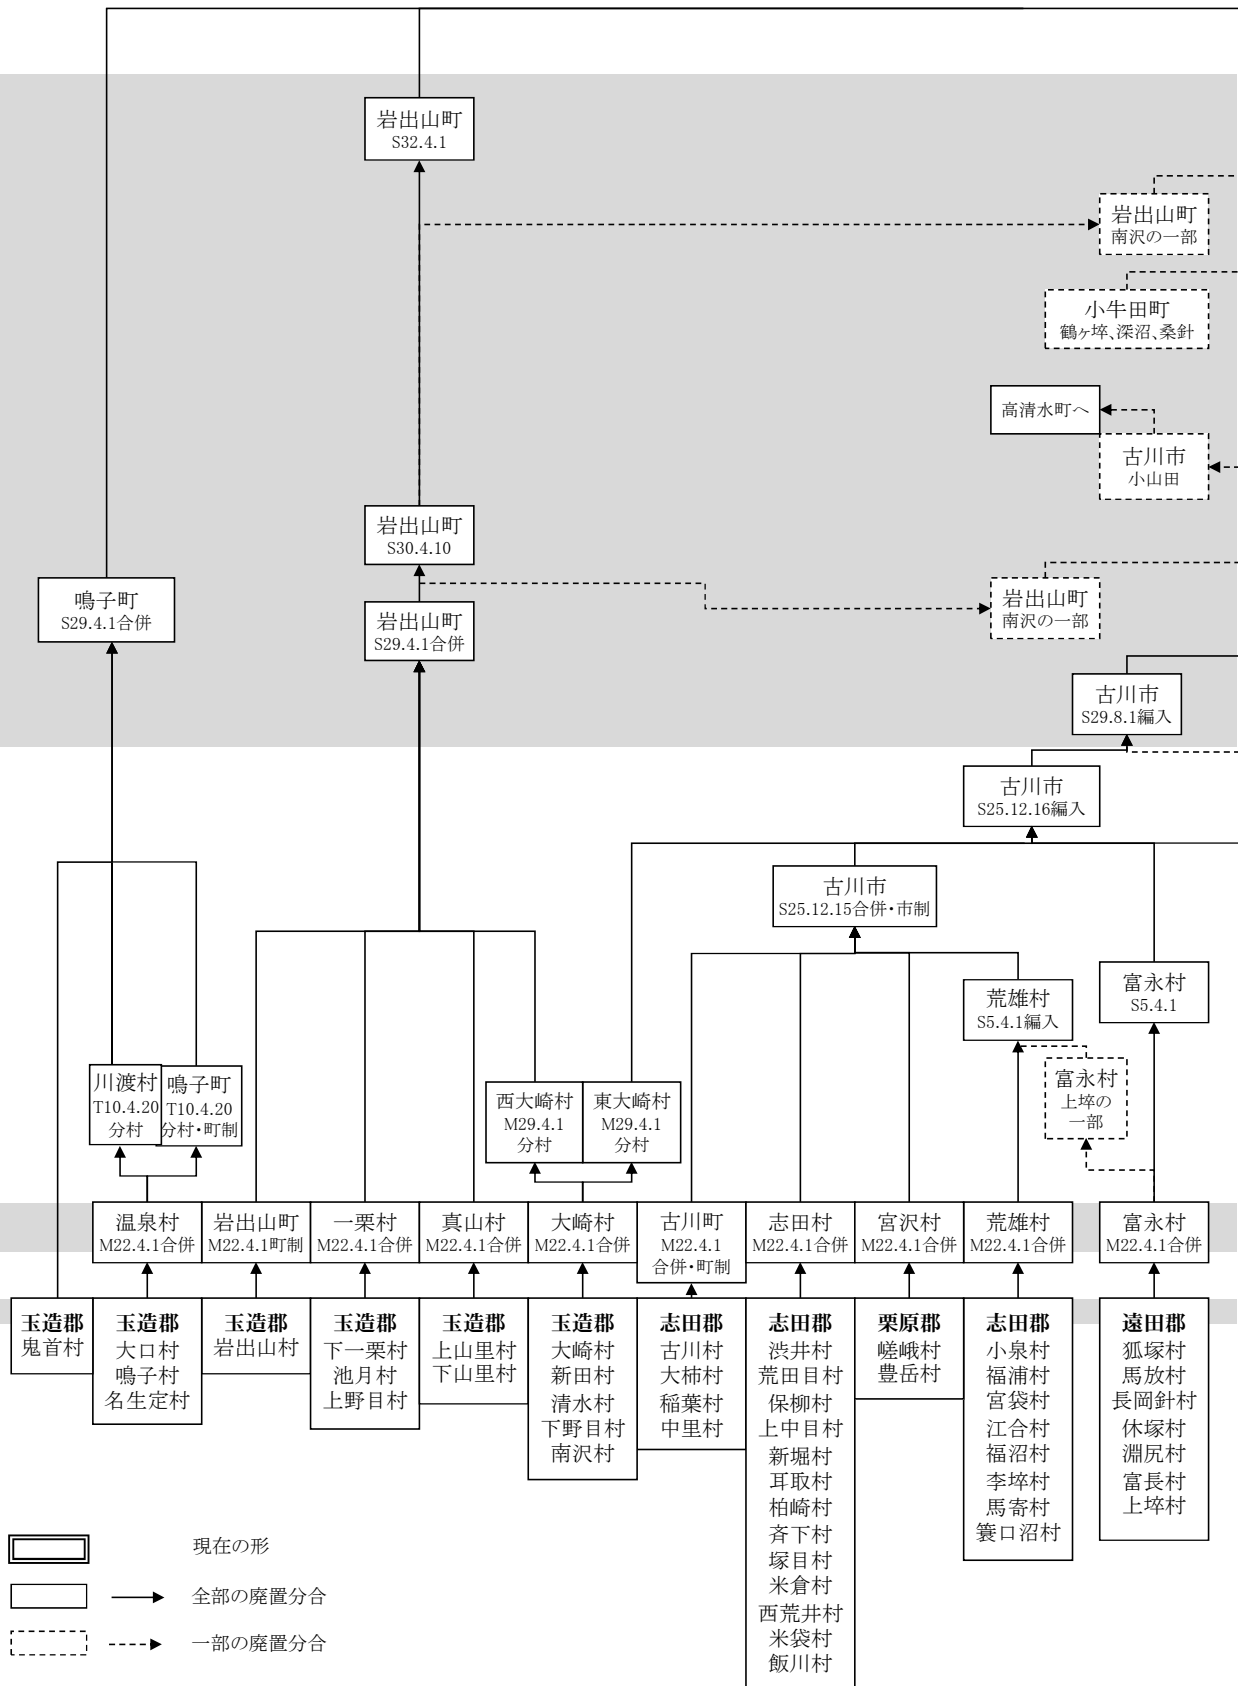 岩出山町
S32.4.1
岩出山町
南沢の一部
小牛田町
鶴ヶ埣、深沼、桑針
高清水町へ
古川市
小山田
岩出山町
S30.4.10
鳴子町
S29.4.1合併
岩出山町
S29.4.1合併
岩出山町
南沢の一部
古川市
S29.8.1編入
古川市
S25.12.16編入
古川市
S25.12.15合併・市制
富永村
S5.4.1
荒雄村
S5.4.1編入
川渡村
T10.4.20
分村
鳴子町
T10.4.20
分村・町制
西大崎村
M29.4.1
分村
東大崎村
M29.4.1
分村
富永村
上埣の
一部
温泉村
M22.4.1合併
岩出山町
M22.4.1町制
一栗村
M22.4.1合併
真山村
M22.4.1合併
大崎村
M22.4.1合併
古川町
M22.4.1
合併・町制
志田村
M22.4.1合併
宮沢村
M22.4.1合併
荒雄村
M22.4.1合併
富永村
M22.4.1合併
玉造郡
鬼首村
玉造郡
大口村
鳴子村
名生定村
玉造郡
岩出山村
玉造郡
下一栗村
池月村
上野目村
玉造郡
上山里村
下山里村
玉造郡
大崎村
新田村
清水村
下野目村
南沢村
志田郡
古川村
大柿村
稲葉村
中里村
志田郡
渋井村
荒田目村
保柳村
上中目村
新堀村
耳取村
柏崎村
斉下村
塚目村
米倉村
西荒井村
米袋村
飯川村
栗原郡
嵯峨村
豊岳村
志田郡
小泉村
福浦村
宮袋村
江合村
福沼村
李埣村
馬寄村
簑口沼村
遠田郡
狐塚村
馬放村
長岡針村
休塚村
淵尻村
富長村
上埣村
現在の形
全部の廃置分合
一部の廃置分合